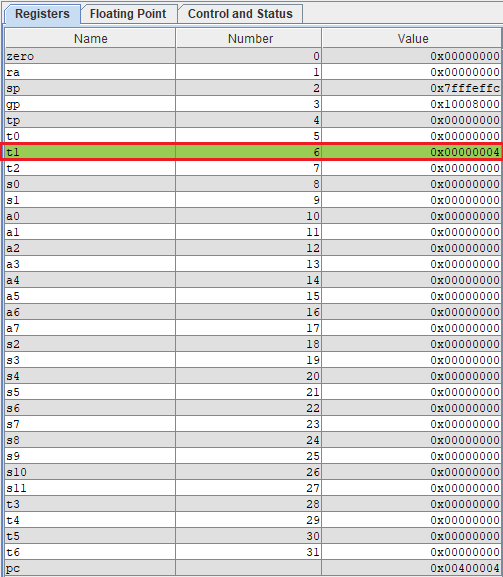 Registers Floating Point Control and Status
Name Number Value
zero 0 0x00000000
ra 1 0x00000000
sp 2 0x7fffeffc
gp 3 0x10008000
tp 4 0x00000000
t0 5 0x00000000
t1 6 0x00000004
t2 7 0x00000000
s0 8 0x00000000
s1 9 0x00000000
a0 10 0x00000000
a1 11 0x00000000
a2 12 0x00000000
a3 13 0x00000000
a4 14 0x00000000
a5 15 0x00000000
a6 16 0x00000000
a7 17 0x00000000
s2 18 0x00000000
s3 19 0x00000000
s4 20 0x00000000
s5 21 0x00000000
s6 22 0x00000000
s7 23 0x00000000
s8 24 0x00000000
s9 25 0x00000000
s10 26 0x00000000
s11 27 0x00000000
t3 28 0x00000000
t4 29 0x00000000
t5 30 0x00000000
t6 31 0x00000000
pc 0x00400004